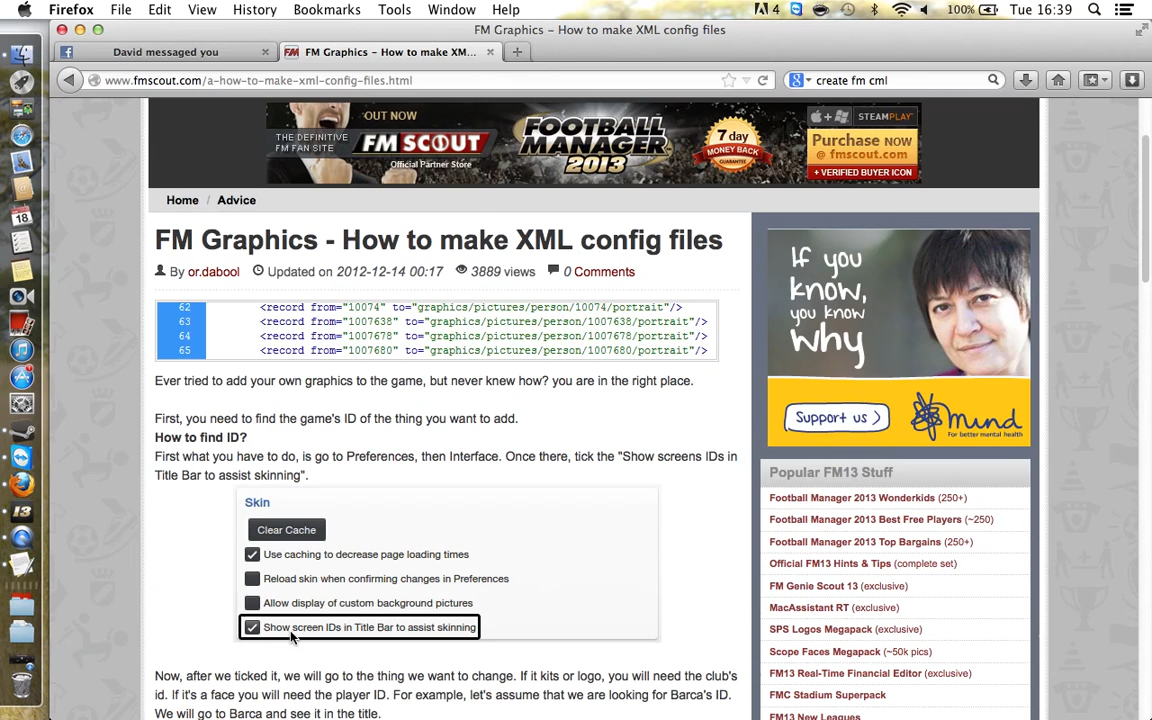 Firefox File Edit View History Bookmarks Tools Window Help
4 100% Tue 16:39
FM Graphics - How to make XML config files
David messaged you
FM Graphics - How to make XM...
www.fmscout.com/a-how-to-make-xml-config-files.html
create fm cml
OUT NOW
THE DEFINITIVE
FM FAN SITE
FM SCOUT
Official Partner Store
FOOTBALL
MANAGER
2013
7 day
MONEY BACK
GUARANTEE
STEAMPLAY
Purchase NOW
@ fmscout.com
+ VERIFIED BUYER ICON
Home / Advice
FM Graphics - How to make XML config files
By or.dabool Updated on 2012-12-14 00:17 3889 views 0 Comments
62 <record from="10074" to="graphics/pictures/person/10074/portrait"/>
63 <record from="1007638" to="graphics/pictures/person/1007638/portrait"/>
64 <record from="1007678" to="graphics/pictures/person/1007678/portrait"/>
65 <record from="1007680" to="graphics/pictures/person/1007680/portrait"/>
Ever tried to add your own graphics to the game, but never knew how? you are in the right place.
First, you need to find the game's ID of the thing you want to add.
How to find ID?
First what you have to do, is go to Preferences, then Interface. Once there, tick the "Show screens IDs in
Title Bar to assist skinning".
Skin
Clear Cache
Use caching to decrease page loading times
Reload skin when confirming changes in Preferences
Allow display of custom background pictures
Show screen IDs in Title Bar to assist skinning
Now, after we ticked it, we will go to the thing we want to change. If it kits or logo, you will need the club's
id. If it's a face you will need the player ID. For example, let's assume that we are looking for Barca's ID.
We will go to Barca and see it in the title.
If you
know,
you know
why
Support us
mind
For better mental health
Popular FM13 Stuff
Football Manager 2013 Wonderkids (250+)
Football Manager 2013 Best Free Players (~250)
Football Manager 2013 Top Bargains (250+)
Official FM13 Hints & Tips (complete set)
FM Genie Scout 13 (exclusive)
MacAssistant RT (exclusive)
SPS Logos Megapack (exclusive)
Scope Faces Megapack (~50k pics)
FM13 Real-Time Financial Editor (exclusive)
FMC Stadium Superpack
FM13 New Leagues
18
13